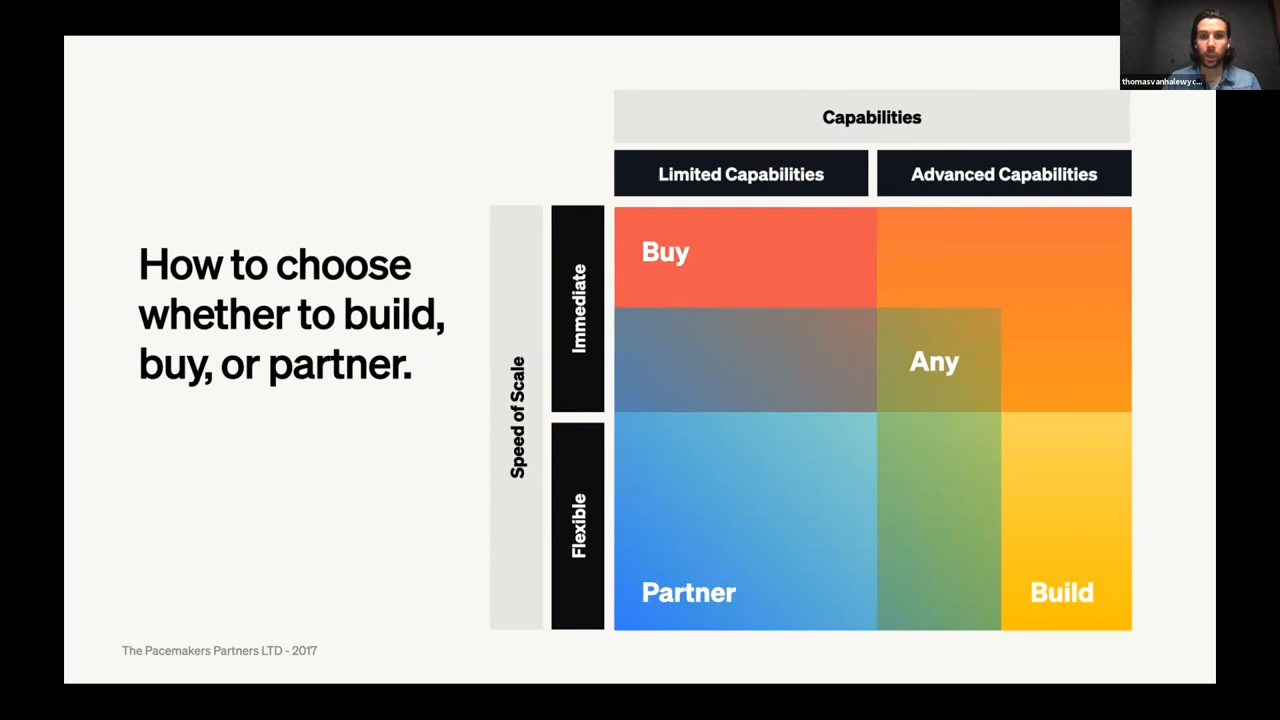 thomasvanhalewyc...
Capabilities
Limited Capabilities
Advanced Capabilities
How to choose
whether to build,
buy, or partner.
Speed of Scale
Immediate
Flexible
Buy
Any
Partner
Build
The Pacemakers Partners LTD - 2017